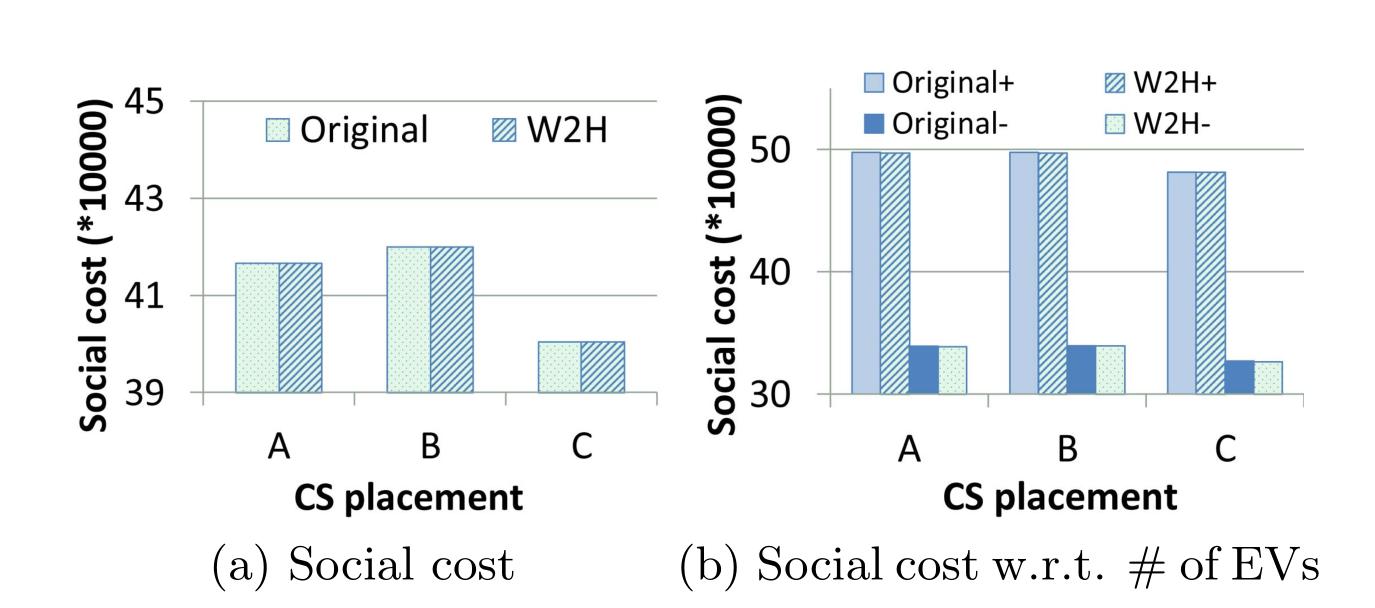 Social cost (*10000)
45
43
41
39
Original
W2H
A
B
C
CS placement
(a) Social cost
Original+
W2H+
Original-
W2H-
Social cost (*10000)
50
40
30
A
B
C
CS placement
(b) Social cost w.r.t. # of EVs